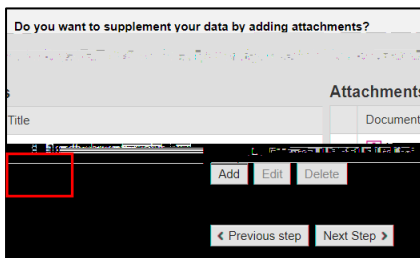 Do you want to supplement your data by adding attachments?
s Attachments
Title Document
Add Edit Delete
Previous step Next Step